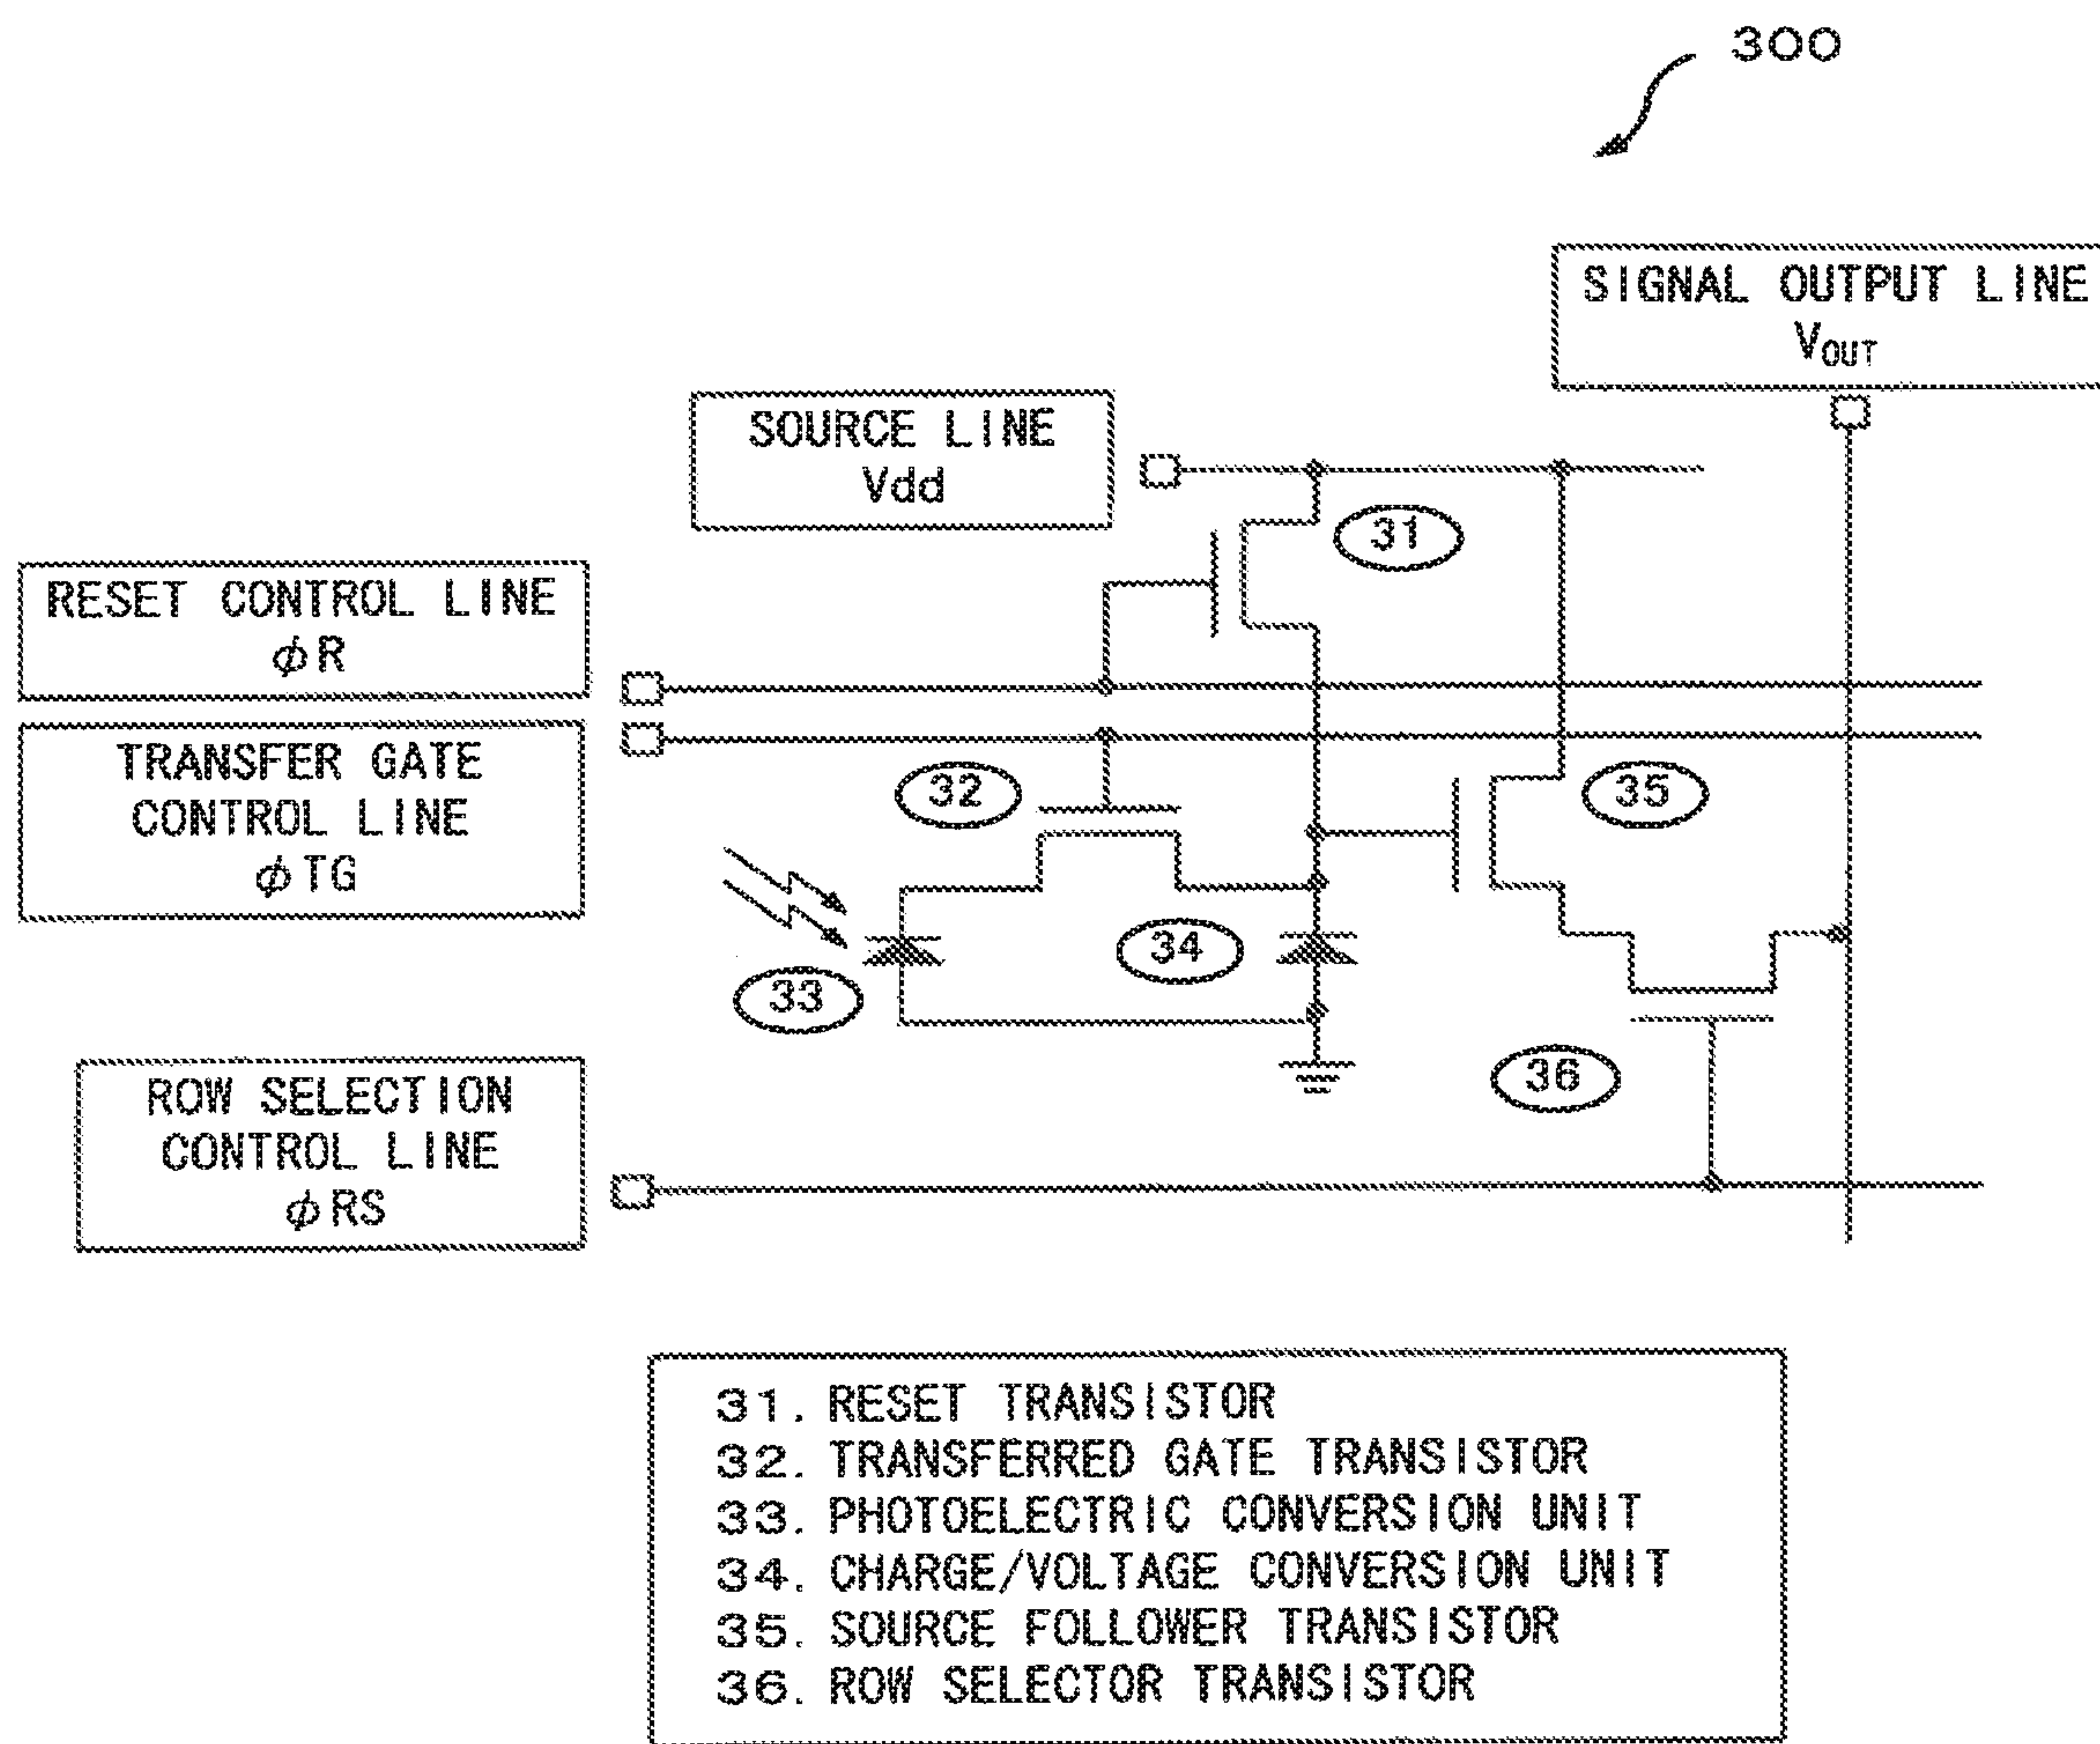 300
SIGNAL OUTPUT LINE
VOUT
SOURCE LINE
Vdd
31
RESET CONTROL LINE
φR
TRANSFER GATE
CONTROL LINE
φTG
32
35
34
33
36
ROW SELECTION
CONTROL LINE
φRS
31. RESET TRANSISTOR
32. TRANSFERRED GATE TRANSISTOR
33. PHOTOELECTRIC CONVERSION UNIT
34. CHARGE/VOLTAGE CONVERSION UNIT
35. SOURCE FOLLOWER TRANSISTOR
36. ROW SELECTOR TRANSISTOR